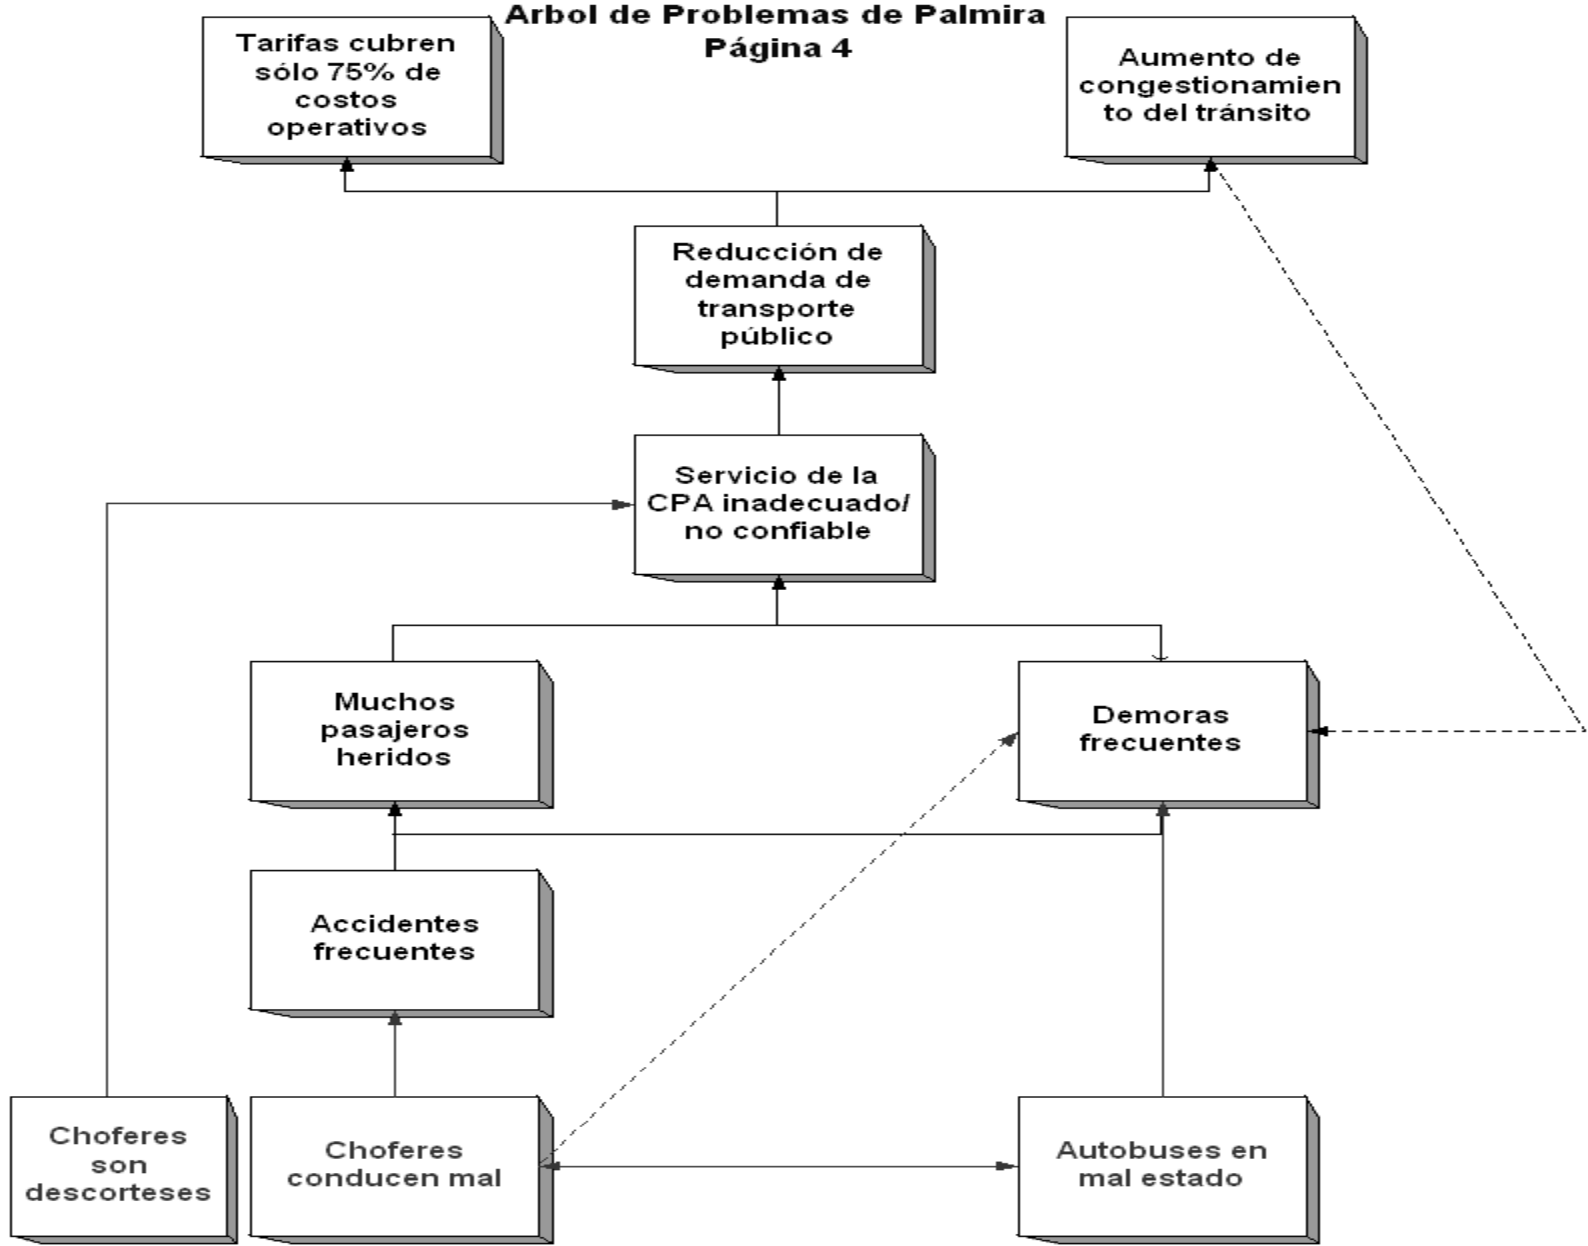 Arbol de Problemas de Palmira
Página 4
Tarifas cubren
sólo 75% de
costos
operativos
Aumento de
congestionamien
to del tránsito
Reducción de
demanda de
transporte
público
Servicio de la
CPA inadecuado/
no confiable
Muchos
pasajeros
heridos
Demoras
frecuentes
Accidentes
frecuentes
Choferes
son
descorteses
Choferes
conducen mal
Autobuses en
mal estado